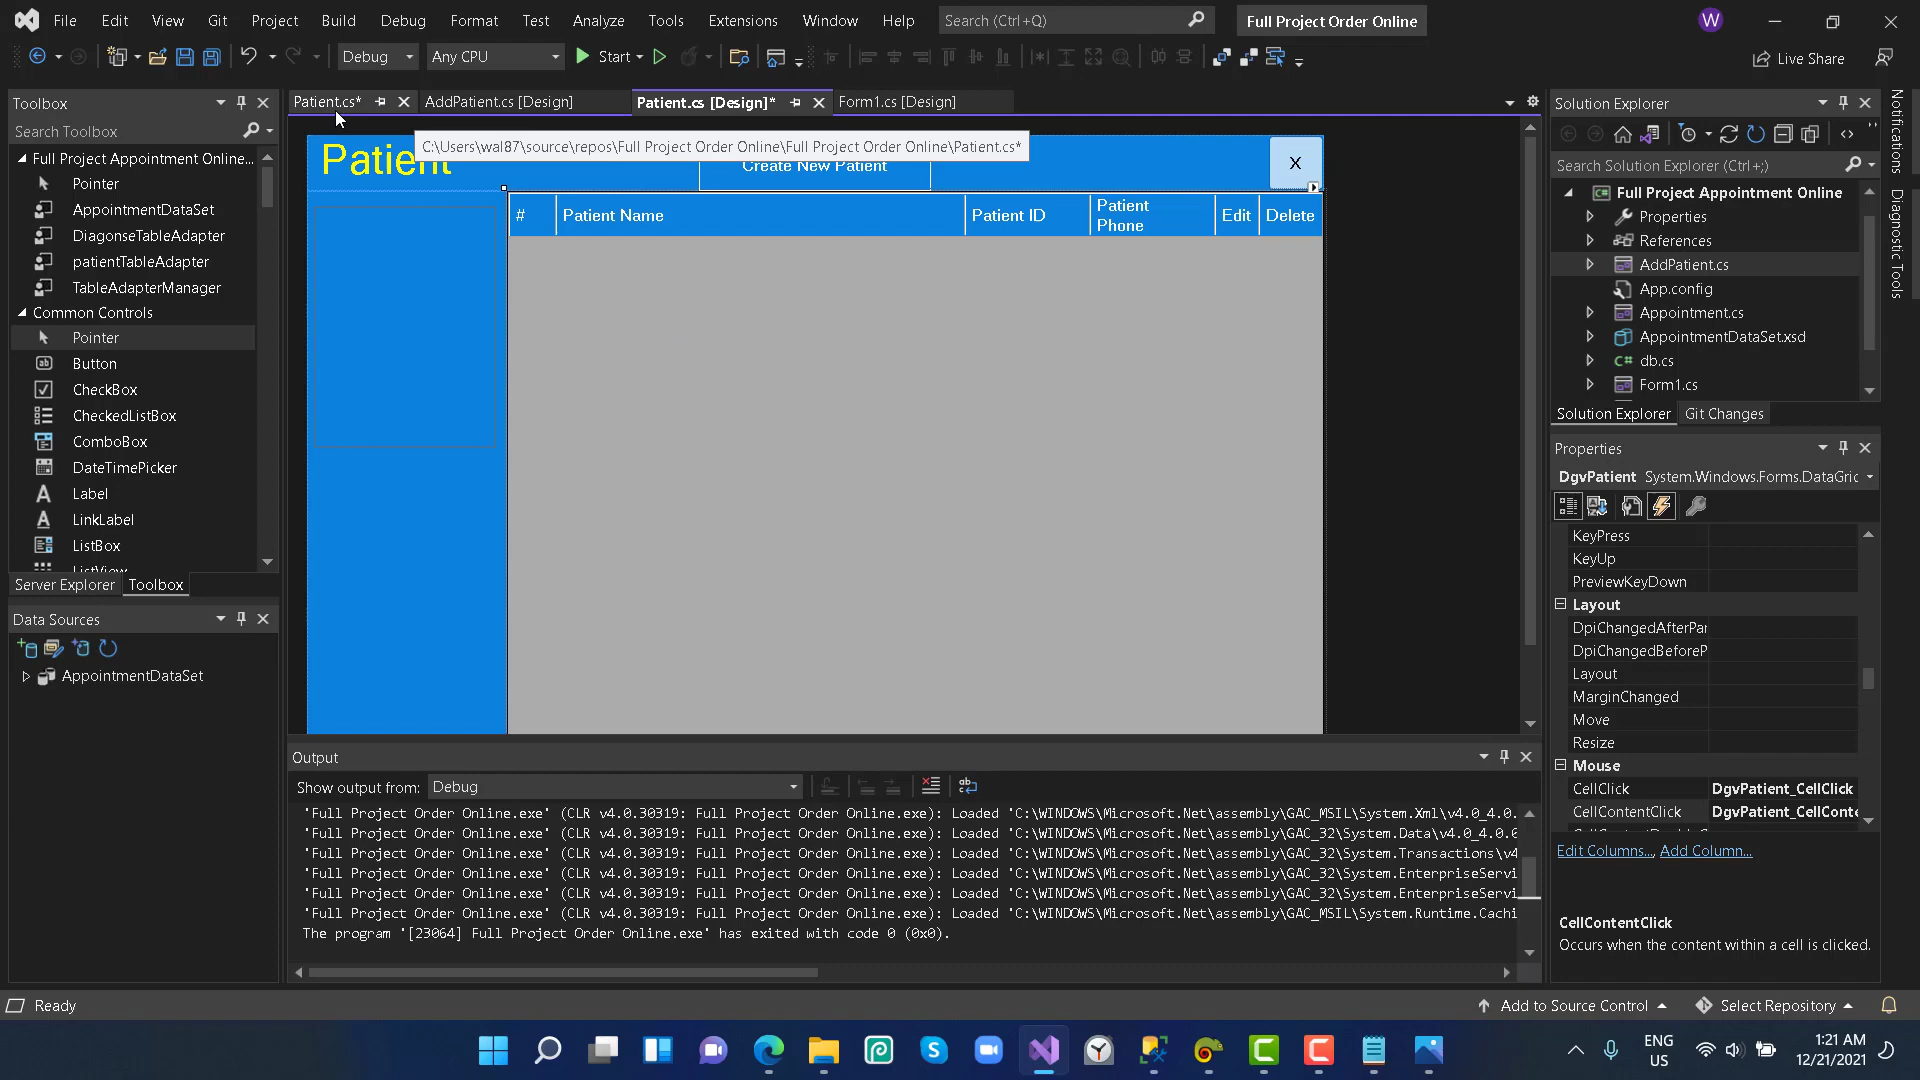 File Edit View Git Project Build Debug Format Test Analyze Tools Extensions Window Help Search (Ctrl+Q) Full Project Order Online W
Debug Any CPU Start Live Share
Toolbox
Search Toolbox
Full Project Appointment Online...
Pointer
AppointmentDataSet
DiagonseTableAdapter
patientTableAdapter
TableAdapterManager
Common Controls
Pointer
Button
CheckBox
CheckedListBox
ComboBox
DateTimePicker
Label
LinkLabel
ListBox
ListView
Server Explorer Toolbox
Data Sources
AppointmentDataSet
Patient.cs* AddPatient.cs [Design] Patient.cs [Design]* Form1.cs [Design]
C:\Users\wal87\source\repos\Full Project Order Online\Full Project Order Online\Patient.cs*
Patient Create New Patient X
# Patient Name Patient ID Patient Phone Edit Delete
Output
Show output from: Debug
'Full Project Order Online.exe' (CLR v4.0.30319: Full Project Order Online.exe): Loaded 'C:\WINDOWS\Microsoft.Net\assembly\GAC_MSIL\System.Xml\v4.0_4.0.
'Full Project Order Online.exe' (CLR v4.0.30319: Full Project Order Online.exe): Loaded 'C:\WINDOWS\Microsoft.Net\assembly\GAC_32\System.Data\v4.0_4.0.0
'Full Project Order Online.exe' (CLR v4.0.30319: Full Project Order Online.exe): Loaded 'C:\WINDOWS\Microsoft.Net\assembly\GAC_32\System.Transactions\v4
'Full Project Order Online.exe' (CLR v4.0.30319: Full Project Order Online.exe): Loaded 'C:\WINDOWS\Microsoft.Net\assembly\GAC_32\System.EnterpriseServi
'Full Project Order Online.exe' (CLR v4.0.30319: Full Project Order Online.exe): Loaded 'C:\WINDOWS\Microsoft.Net\assembly\GAC_32\System.EnterpriseServi
'Full Project Order Online.exe' (CLR v4.0.30319: Full Project Order Online.exe): Loaded 'C:\WINDOWS\Microsoft.Net\assembly\GAC_MSIL\System.Runtime.Cachi
The program '[23064] Full Project Order Online.exe' has exited with code 0 (0x0).
Solution Explorer
Search Solution Explorer (Ctrl+;)
Full Project Appointment Online
Properties
References
AddPatient.cs
App.config
Appointment.cs
AppointmentDataSet.xsd
C# db.cs
Form1.cs
Solution Explorer Git Changes
Properties
DgvPatient System.Windows.Forms.DataGric
KeyPress
KeyUp
PreviewKeyDown
Layout
DpiChangedAfterPar
DpiChangedBeforeP
Layout
MarginChanged
Move
Resize
Mouse
CellClick DgvPatient_CellClick
CellContentClick DgvPatient_CellConte
Edit Columns..., Add Column...
CellContentClick
Occurs when the content within a cell is clicked.
Notifications
Diagnostic Tools
Ready Add to Source Control Select Repository
ENG
US
1:21 AM
12/21/2021